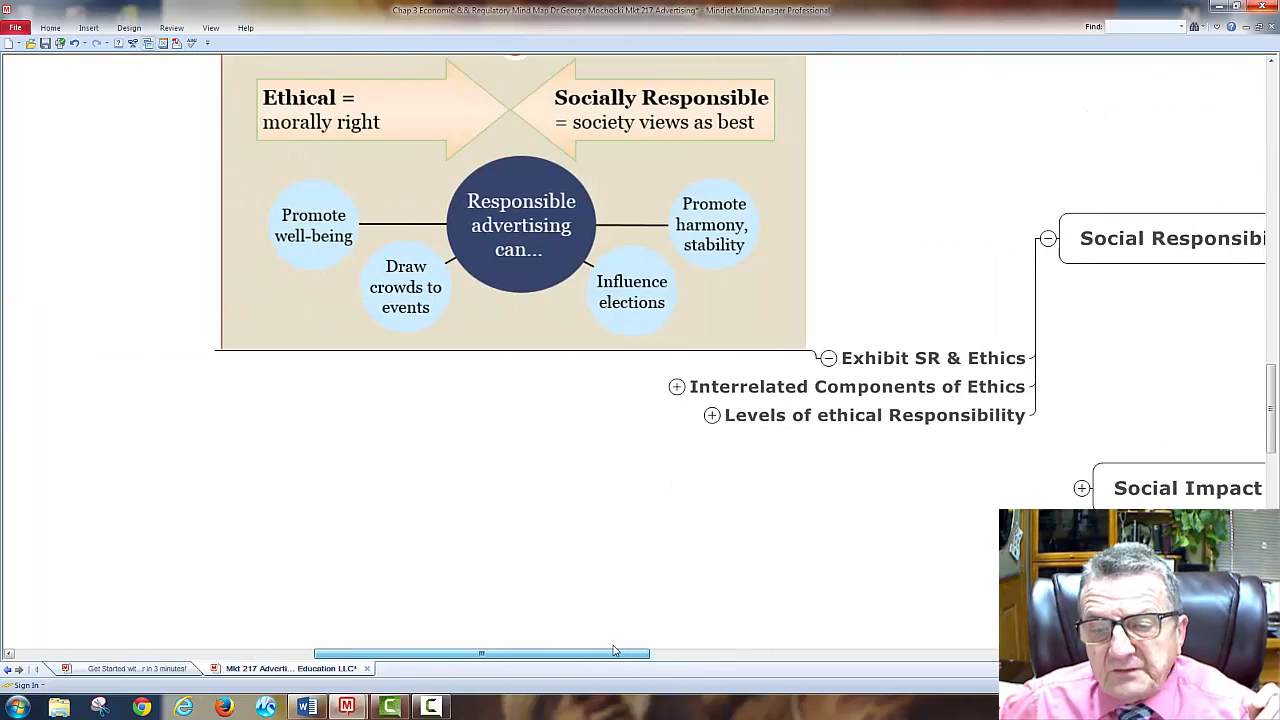 Chap 3 Economic && Regulatory Mind Map Dr George Mochocki Mkt 217 Advertising* - Mindjet MindManager Professional
File Home Insert Design Review View Help
Find:
Ethical =
morally right
Socially Responsible
= society views as best
Responsible
advertising
can...
Promote
well-being
Draw
crowds to
events
Influence
elections
Promote
harmony,
stability
Social Responsibi
Exhibit SR & Ethics
Interrelated Components of Ethics
Levels of ethical Responsibility
Social Impact
Get Started wit...r in 3 minutes!
Mkt 217 Adverti... Education LLC*
Sign In